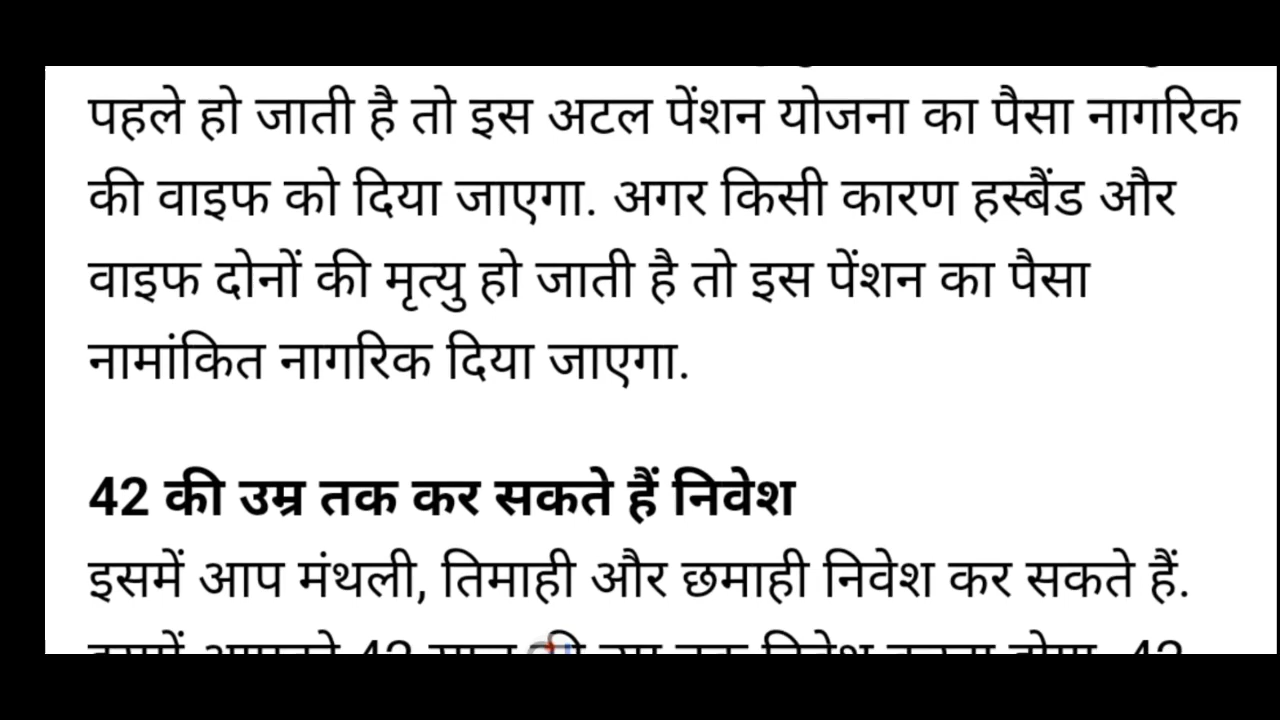 पहले हो जाती है तो इस अटल पेंशन योजना का पैसा नागरिक
की वाइफ को दिया जाएगा. अगर किसी कारण हस्बैंड और
वाइफ दोनों की मृत्यु हो जाती है तो इस पेंशन का पैसा
नामांकित नागरिक दिया जाएगा.
42 की उम्र तक कर सकते हैं निवेश
इसमें आप मंथली, तिमाही और छमाही निवेश कर सकते हैं.